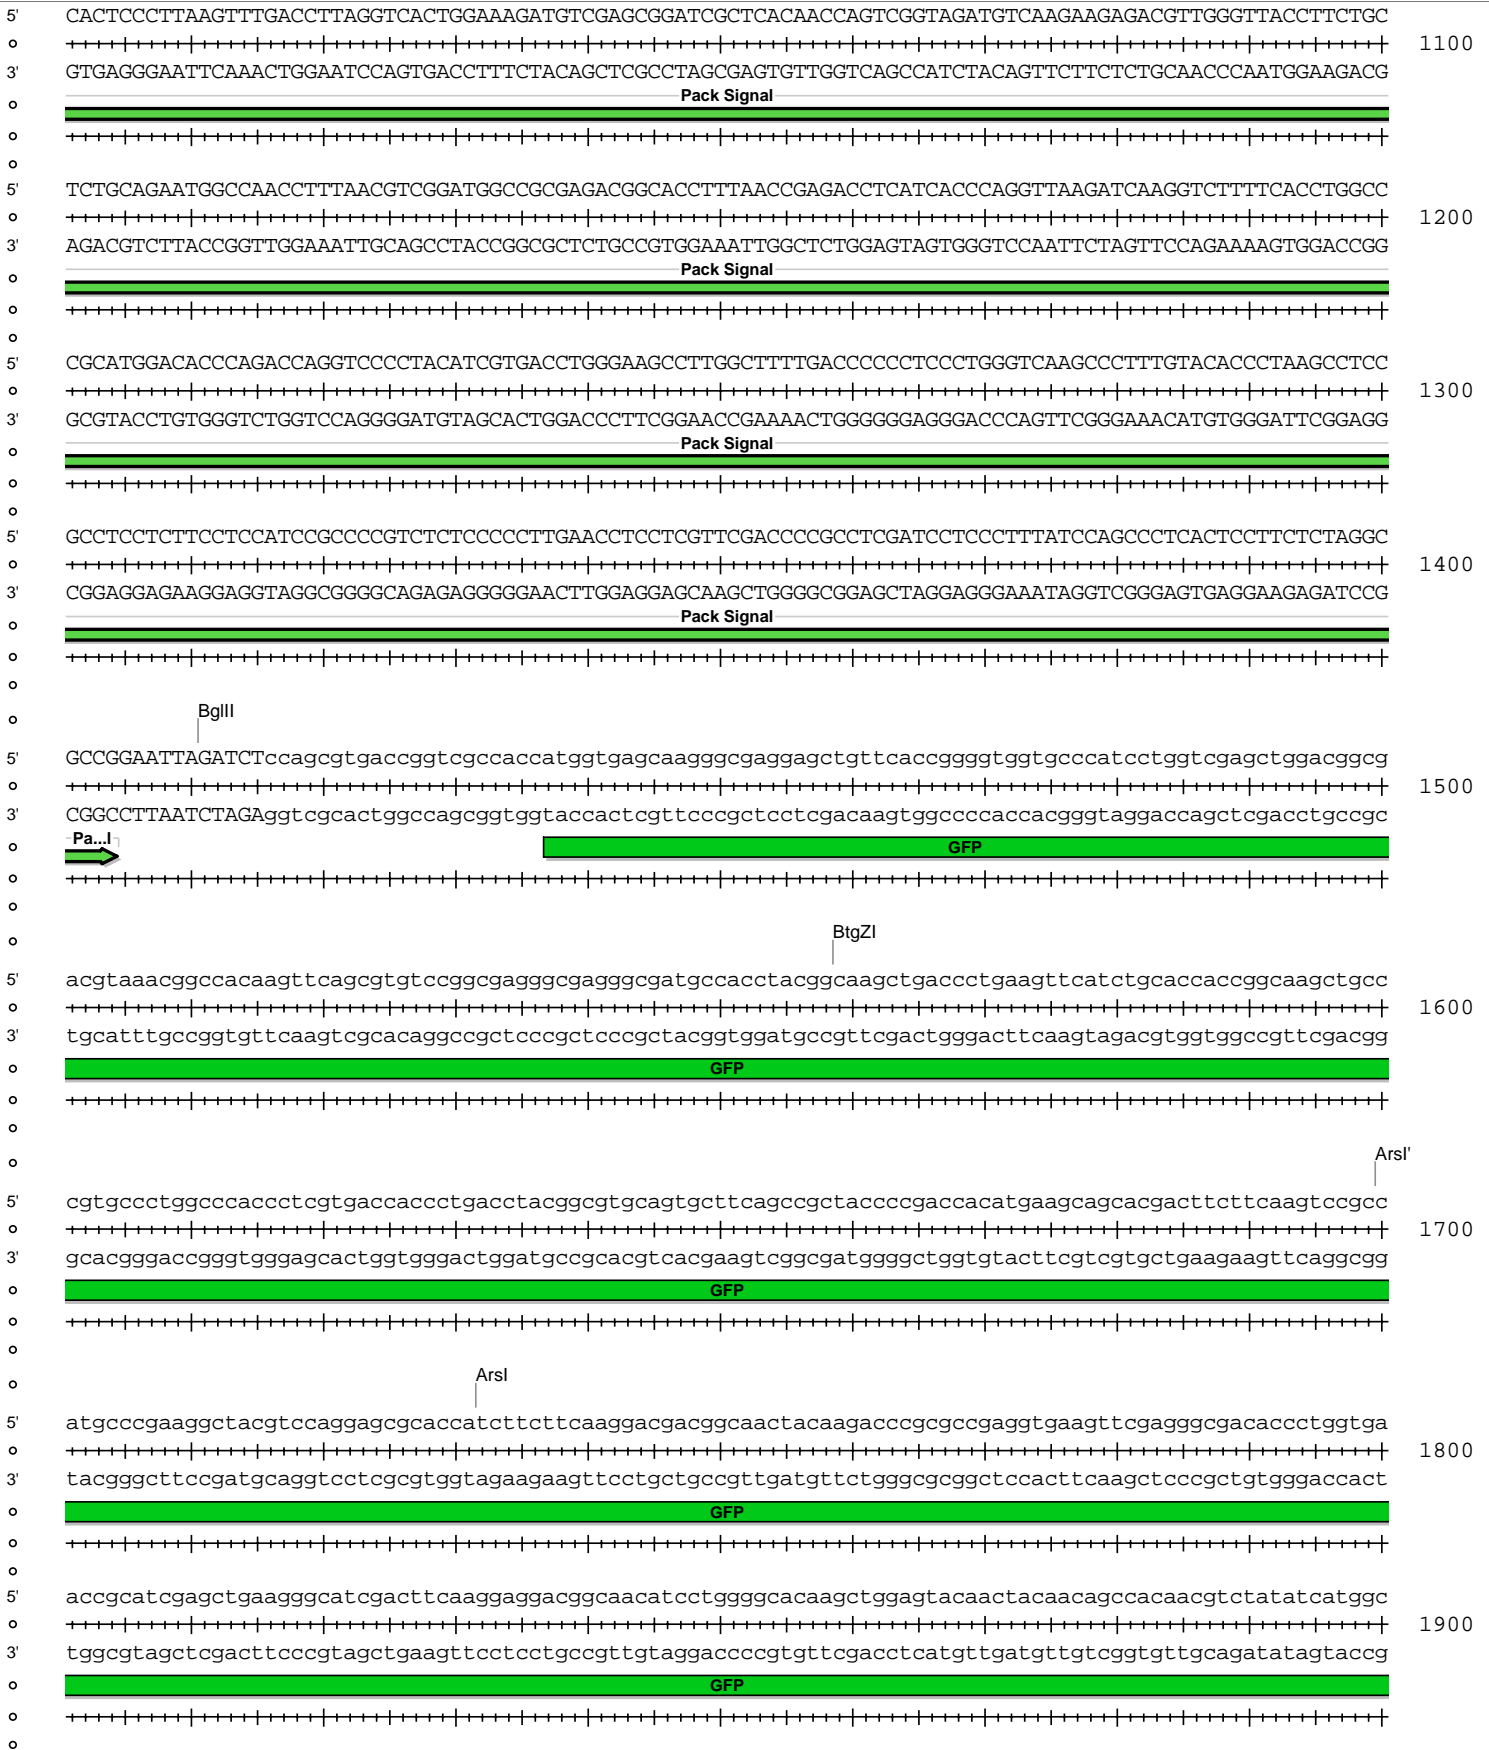 5' CACTCCCTTAAGTTTGACCTTAGGTCACTGGAAAGATGTCGAGCGGATCGCTCACAACCAGTCGGTAGATGTCAAGAAGAGACGTTGGGTTACCTTCTGC
1100
3' GTGAGGGAATTCAAACTGGAATCCAGTGACCTTTCTACAGCTCGCCTAGCGAGTGTTGGTCAGCCATCTACAGTTCTTCTCTGCAACCCAATGGAAGACG
Pack Signal
5' TCTGCAGAATGGCCAACCTTTAACGTCGGATGGCCGCGAGACGGCACCTTTAACCGAGACCTCATCACCCAGGTTAAGATCAAGGTCTTTTCACCTGGCC
1200
3' AGACGTCTTACCGGTTGGAAATTGCAGCCTACCGGCGCTCTGCCGTGGAAATTGGCTCTGGAGTAGTGGGTCCAATTCTAGTTCCAGAAAAGTGGACCGG
Pack Signal
5' CGCATGGACACCCAGACCAGGTCCCCTACATCGTGACCTGGGAAGCCTTGGCTTTTGACCCCCCTCCCTGGGTCAAGCCCTTTGTACACCCTAAGCCTCC
1300
3' GCGTACCTGTGGGTCTGGTCCAGGGGATGTAGCACTGGACCCTTCGGAACCGAAAACTGGGGGGAGGGACCCAGTTCGGGAAACATGTGGGATTCGGAGG
Pack Signal
5' GCCTCCTCTTCCTCCATCCGCCCCGTCTCTCCCCCTTGAACCTCCTCGTTCGACCCCGCCTCGATCCTCCCTTTATCCAGCCCTCACTCCTTCTCTAGGC
1400
3' CGGAGGAGAAGGAGGTAGGCGGGGCAGAGAGGGGGAACTTGGAGGAGCAAGCTGGGGCGGAGCTAGGAGGGAAATAGGTCGGGAGTGAGGAAGAGATCCG
Pack Signal
BglII
5' GCCGGAATTAGATCTccagcgtgaccggtcgccaccatggtgagcaagggcgaggagctgttcaccggggtggtgcccatcctggtcgagctggacggcg
1500
3' CGGCCTTAATCTAGAggtcgcactggccagcggtggtaccactcgttcccgctcctcgacaagtggccccaccacgggtaggaccagctcgacctgccgc
Pa...l
GFP
BtgZI
5' acgtaaacggccacaagttcagcgtgtccggcgagggcgagggcgatgccacctacggcaagctgaccctgaagttcatctgcaccaccggcaagctgcc
1600
3' tgcatttgccggtgttcaagtcgcacaggccgctcccgctcccgctacggtggatgccgttcgactgggacttcaagtagacgtggtggccgttcgacgg
GFP
ArsI'
5' cgtgccctggcccaccctcgtgaccaccctgacctacggcgtgcagtgcttcagccgctaccccgaccacatgaagcagcacgacttcttcaagtccgcc
1700
3' gcacgggaccgggtgggagcactggtgggactggatgccgcacgtcacgaagtcggcgatggggctggtgtacttcgtcgtgctgaagaagttcaggcgg
GFP
ArsI
5' atgcccgaaggctacgtccaggagcgcaccatcttcttcaaggacgacggcaactacaagacccgcgccgaggtgaagttcgagggcgacaccctggtga
1800
3' tacgggcttccgatgcaggtcctcgcgtggtagaagaagttcctgctgccgttgatgttctgggcgcggctccacttcaagctcccgctgtgggaccact
GFP
5' accgcatcgagctgaagggcatcgacttcaaggaggacggcaacatcctggggcacaagctggagtacaactacaacagccacaacgtctatatcatggc
1900
3' tggcgtagctcgacttcccgtagctgaagttcctcctgccgttgtaggaccccgtgttcgacctcatgttgatgttgtcggtgttgcagatatagtaccg
GFP